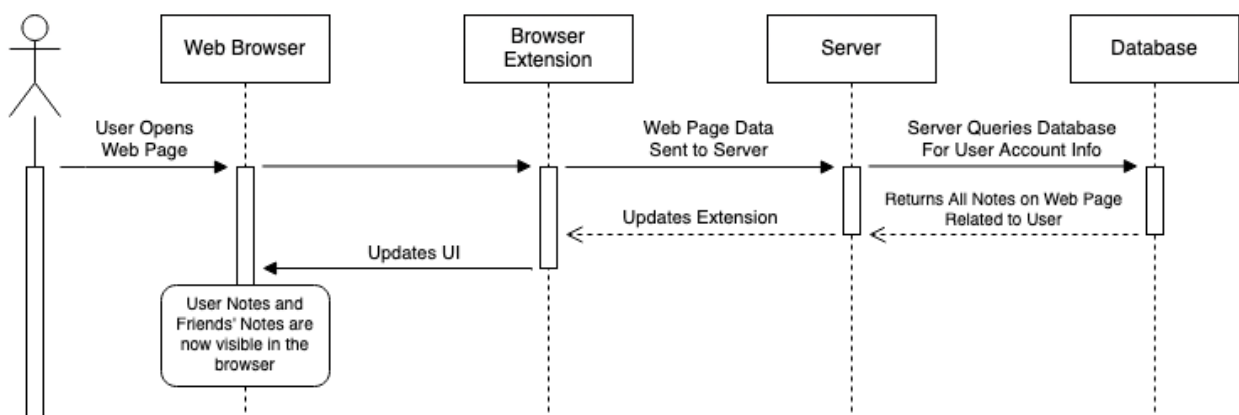 Web Browser
Browser
Extension
Server
Database
User Opens
Web Page
Web Page Data
Sent to Server
Server Queries Database
For User Account Info
Returns All Notes on Web Page
Related to User
Updates Extension
Updates UI
User Notes and
Friends' Notes are
now visible in the
browser